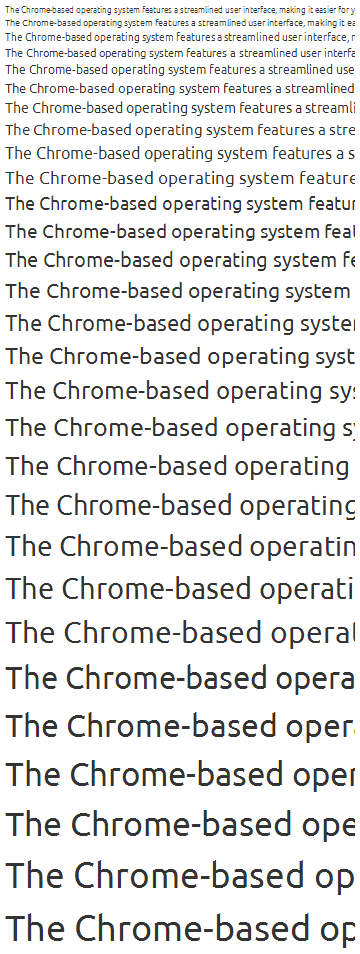 The Chrome-based operating system features a streamlined user interface, making it easier for y
The Chrome-based operating system features a streamlined user interface, making it ea
The Chrome-based operating system features a streamlined user interface, r
The Chrome-based operating system features a streamlined user interfa
The Chrome-based operating system features a streamlined use
The Chrome-based operating system features a streamlined
The Chrome-based operating system features a streamli
The Chrome-based operating system features a stre
The Chrome-based operating system features a s
The Chrome-based operating system feature
The Chrome-based operating system featur
The Chrome-based operating system feat
The Chrome-based operating system fe
The Chrome-based operating system
The Chrome-based operating syster
The Chrome-based operating syst
The Chrome-based operating sys
The Chrome-based operating sy
The Chrome-based operating
The Chrome-based operating
The Chrome-based operatin
The Chrome-based operati
The Chrome-based operat
The Chrome-based opera
The Chrome-based opera
The Chrome-based oper
The Chrome-based ope
The Chrome-based op
The Chrome-based op